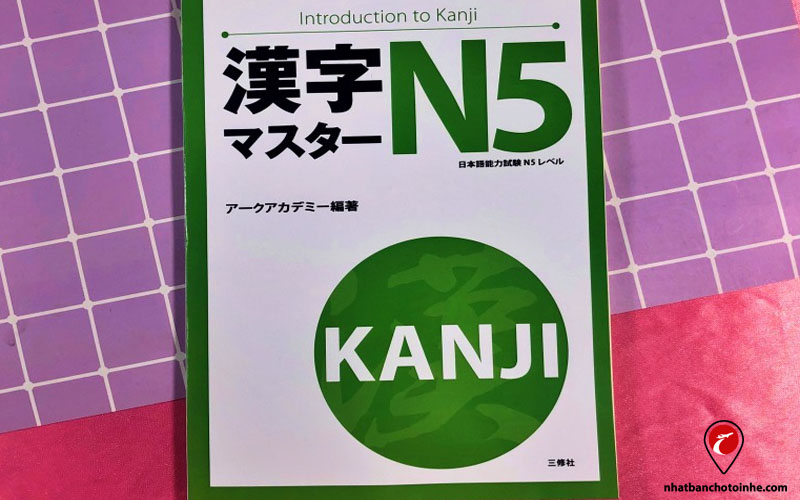 Introduction to Kanji
漢字 N5
マスター
日本語能力試験 N5 レベル
アークアカデミー編著
KANJI
三修社
nhatbanchotoinhe.com